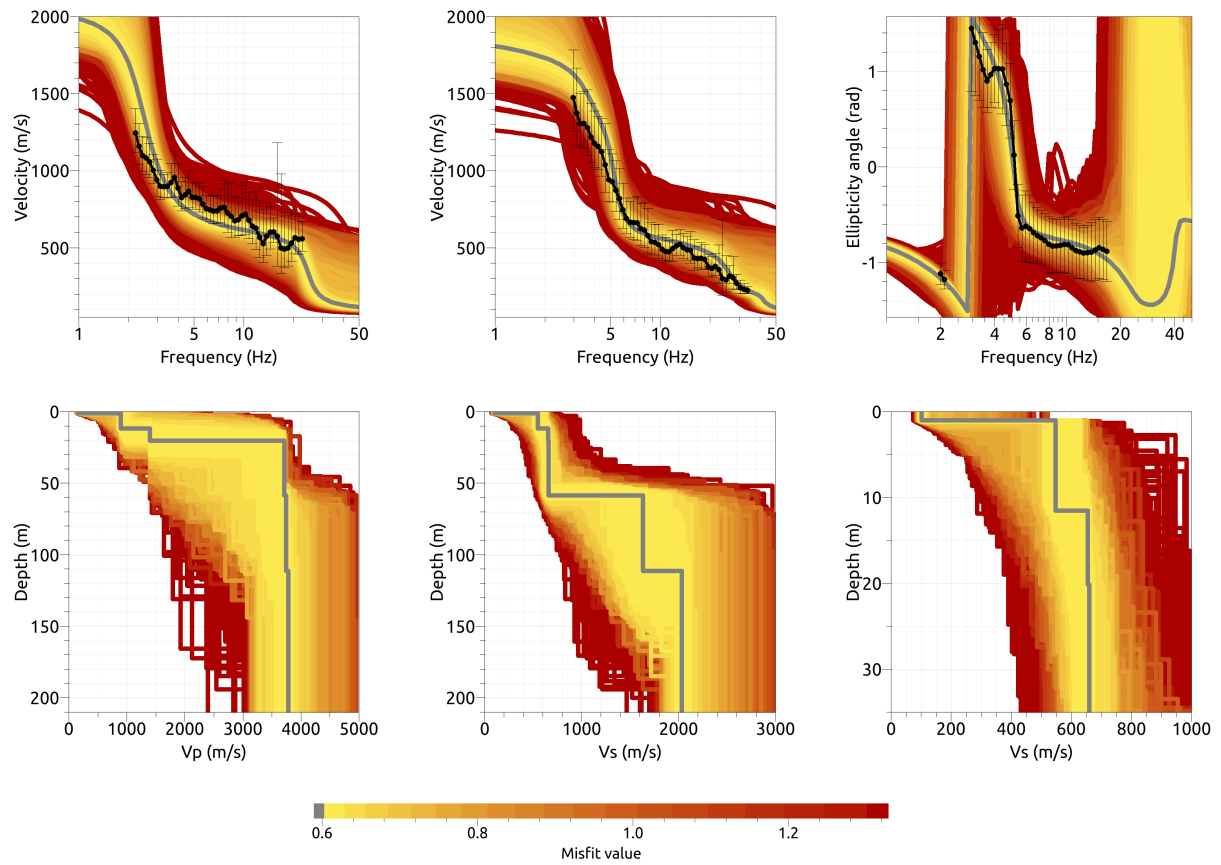 2000
1500
1000
500
Velocity (m/s)
1 5 10 50
Frequency (Hz)
2000
1500
1000
500
Velocity (m/s)
1 5 10 50
Frequency (Hz)
1
0
-1
Ellipticity angle (rad)
2 4 6 8 10 20 40
Frequency (Hz)
0
50
100
150
200
Depth (m)
0 1000 2000 3000 4000 5000
Vp (m/s)
0
50
100
150
200
Depth (m)
0 1000 2000 3000
Vs (m/s)
0
10
20
30
Depth (m)
0 200 400 600 800 1000
Vs (m/s)
0.6 0.8 1.0 1.2
Misfit value